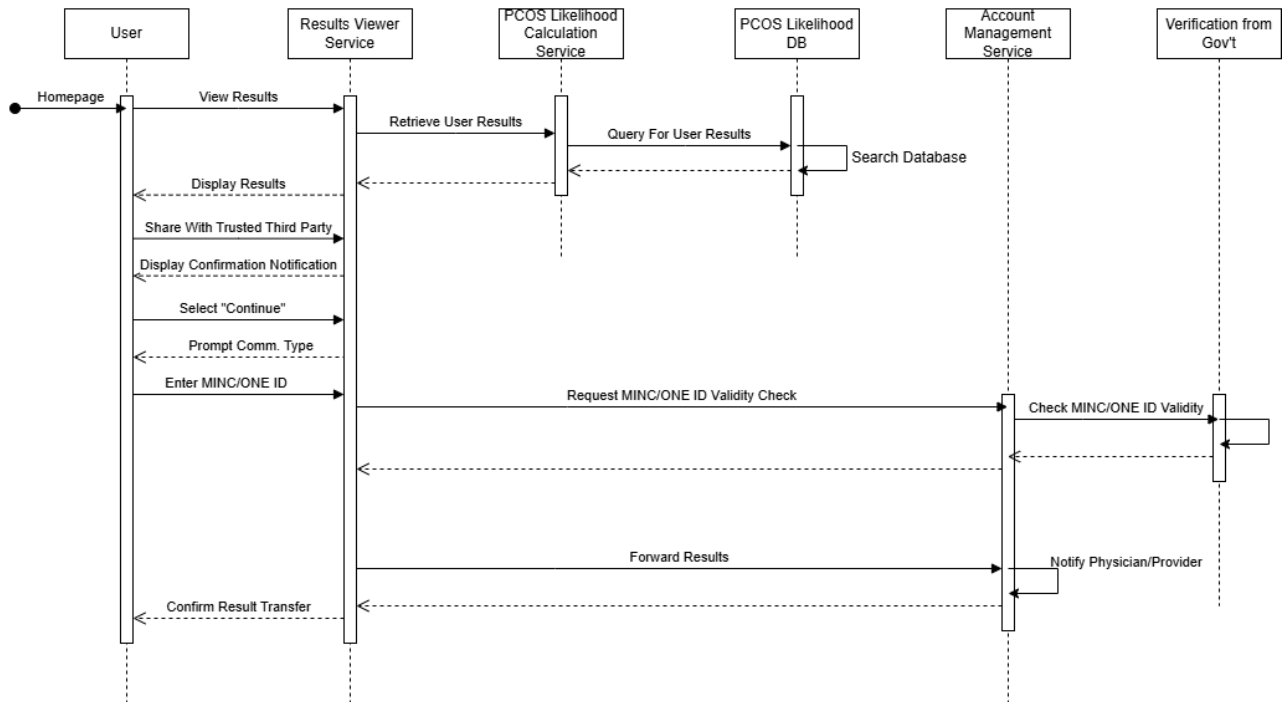 User
Results Viewer
Service
PCOS Likelihood
Calculation
Service
PCOS Likelihood
DB
Account
Management
Service
Verification from
Gov't
Homepage
View Results
Retrieve User Results
Query For User Results
Search Database
Display Results
Share With Trusted Third Party
Display Confirmation Notification
Select "Continue"
Prompt Comm. Type
Enter MINC/ONE ID
Request MINC/ONE ID Validity Check
Check MINC/ONE ID Validity
Forward Results
Notify Physician/Provider
Confirm Result Transfer